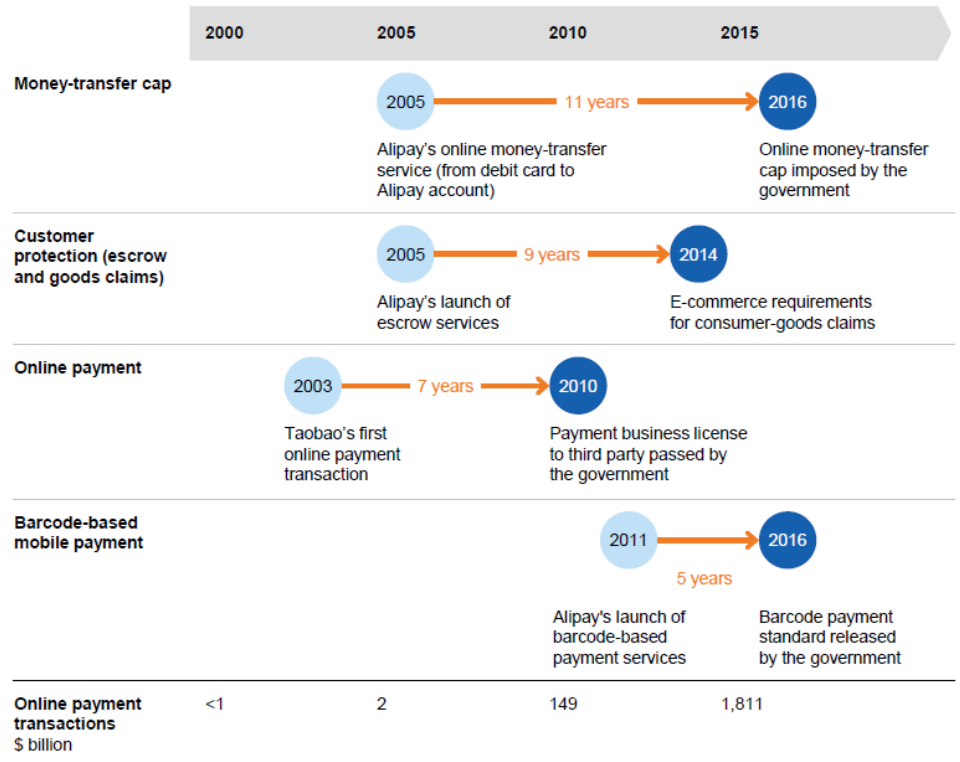 2000 2005 2010 2015
Money-transfer cap
2005 11 years 2016
Alipay's online money-transfer
service (from debit card to
Alipay account)
Online money-transfer
cap imposed by the
government
Customer
protection (escrow
and goods claims)
2005 9 years 2014
Alipay's launch of
escrow services
E-commerce requirements
for consumer-goods claims
Online payment
2003 7 years 2010
Taobao's first
online payment
transaction
Payment business license
to third party passed by
the government
Barcode-based
mobile payment
2011 2016
5 years
Alipay's launch of
barcode-based
payment services
Barcode payment
standard released
by the government
Online payment
transactions
$ billion
<1 2 149 1,811